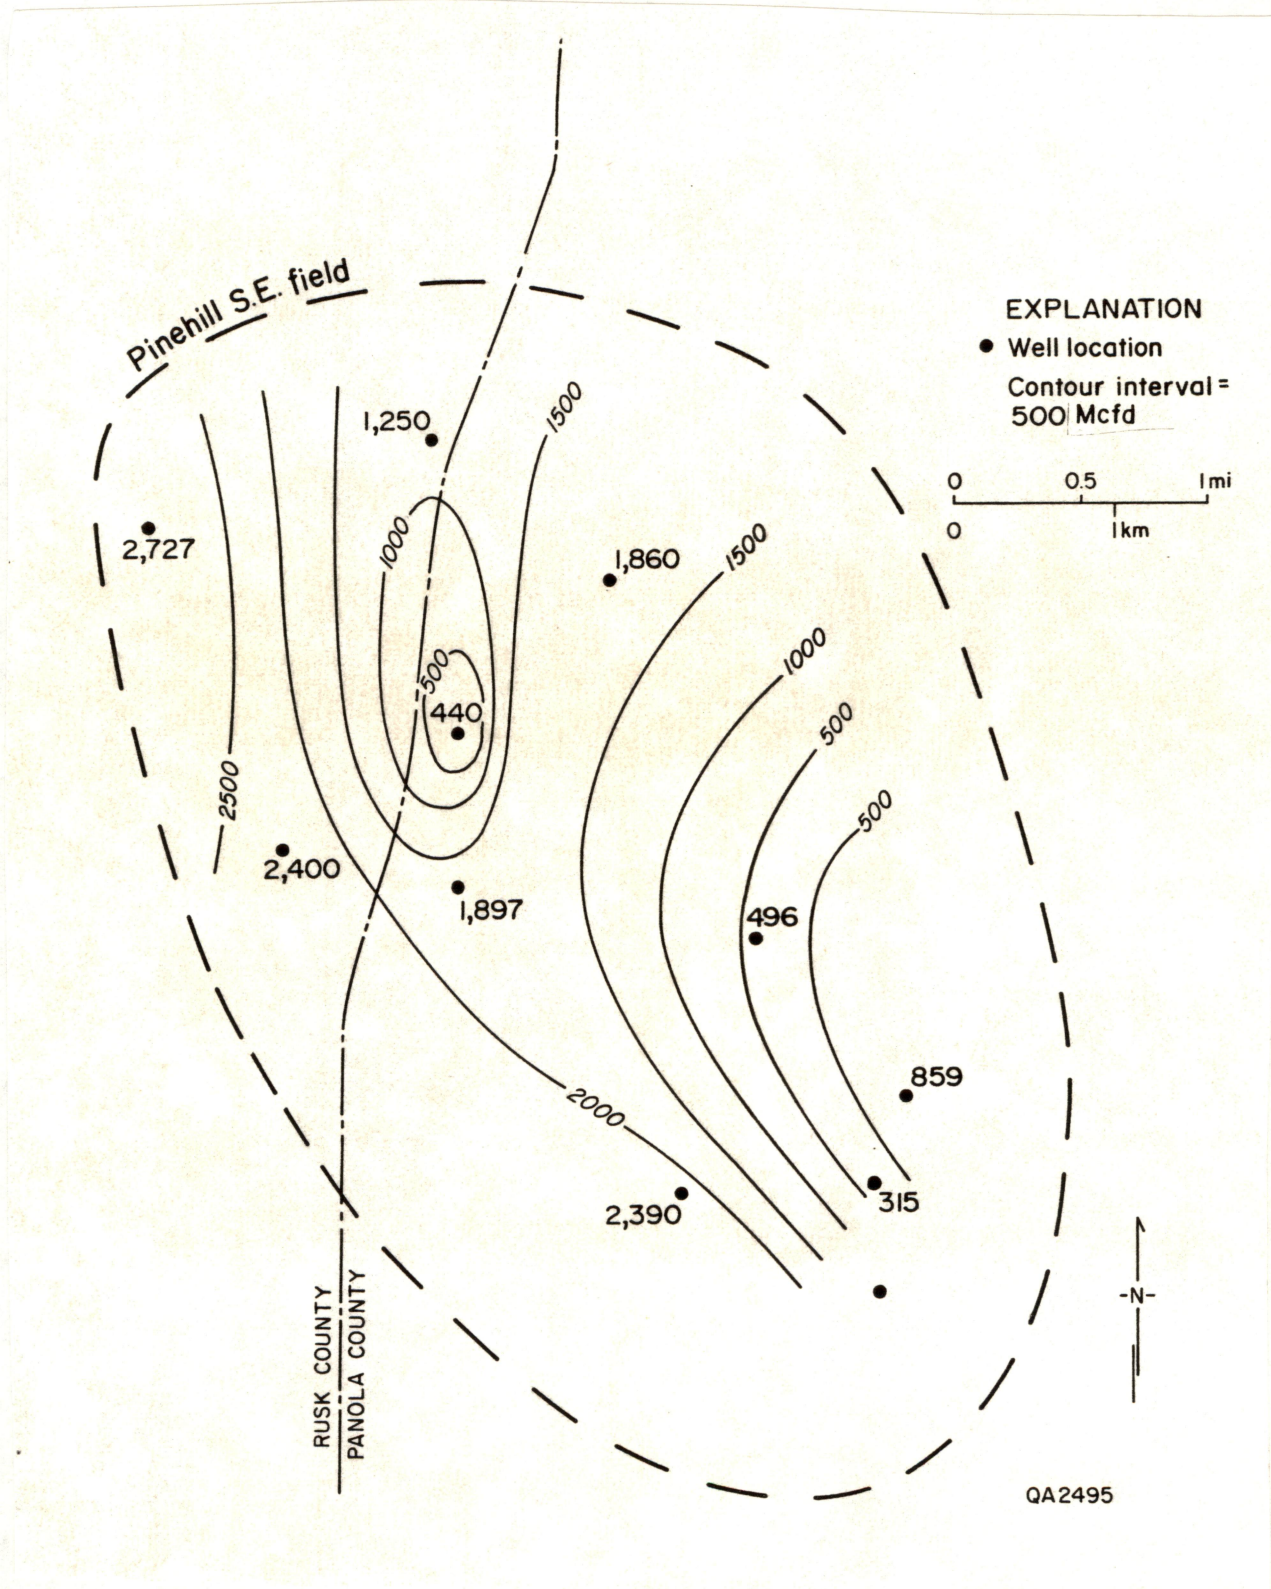 Pinehill S.E. field
EXPLANATION
Well location
Contour interval =
500 Mcfd
0 0.5 1 mi
0 1 km
1,250
1500
2,727
1000
1,860
1500
500
440
1000
500
2500
500
2,400
1,897
496
859
2000
2,390
315
-N-
RUSK COUNTY
PANOLA COUNTY
QA2495